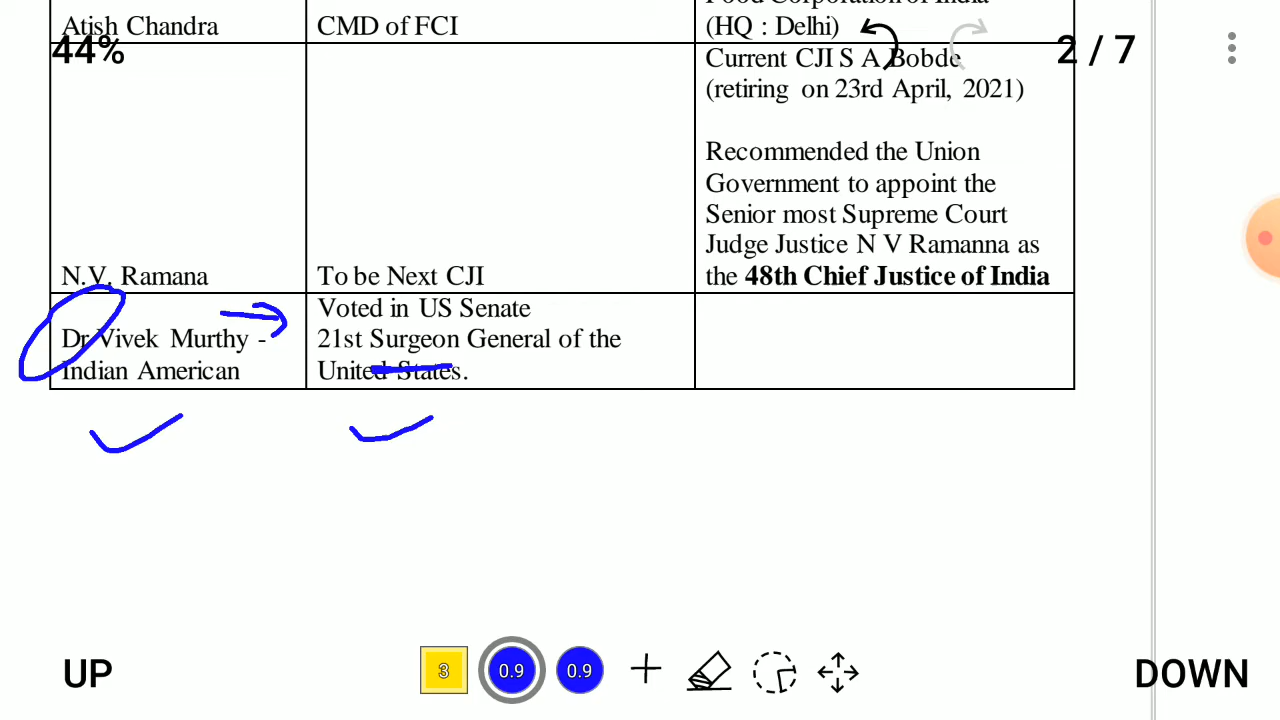 Food Corporation of India
Atish Chandra CMD of FCI (HQ : Delhi)
44% 2 / 7
Current CJI S A Bobde
(retiring on 23rd April, 2021)
Recommended the Union
Government to appoint the
Senior most Supreme Court
Judge Justice N V Ramanna as
N.V. Ramana To be Next CJI the 48th Chief Justice of India
Voted in US Senate
Dr Vivek Murthy - 21st Surgeon General of the
Indian American United States.
3 0.9 0.9
UP DOWN